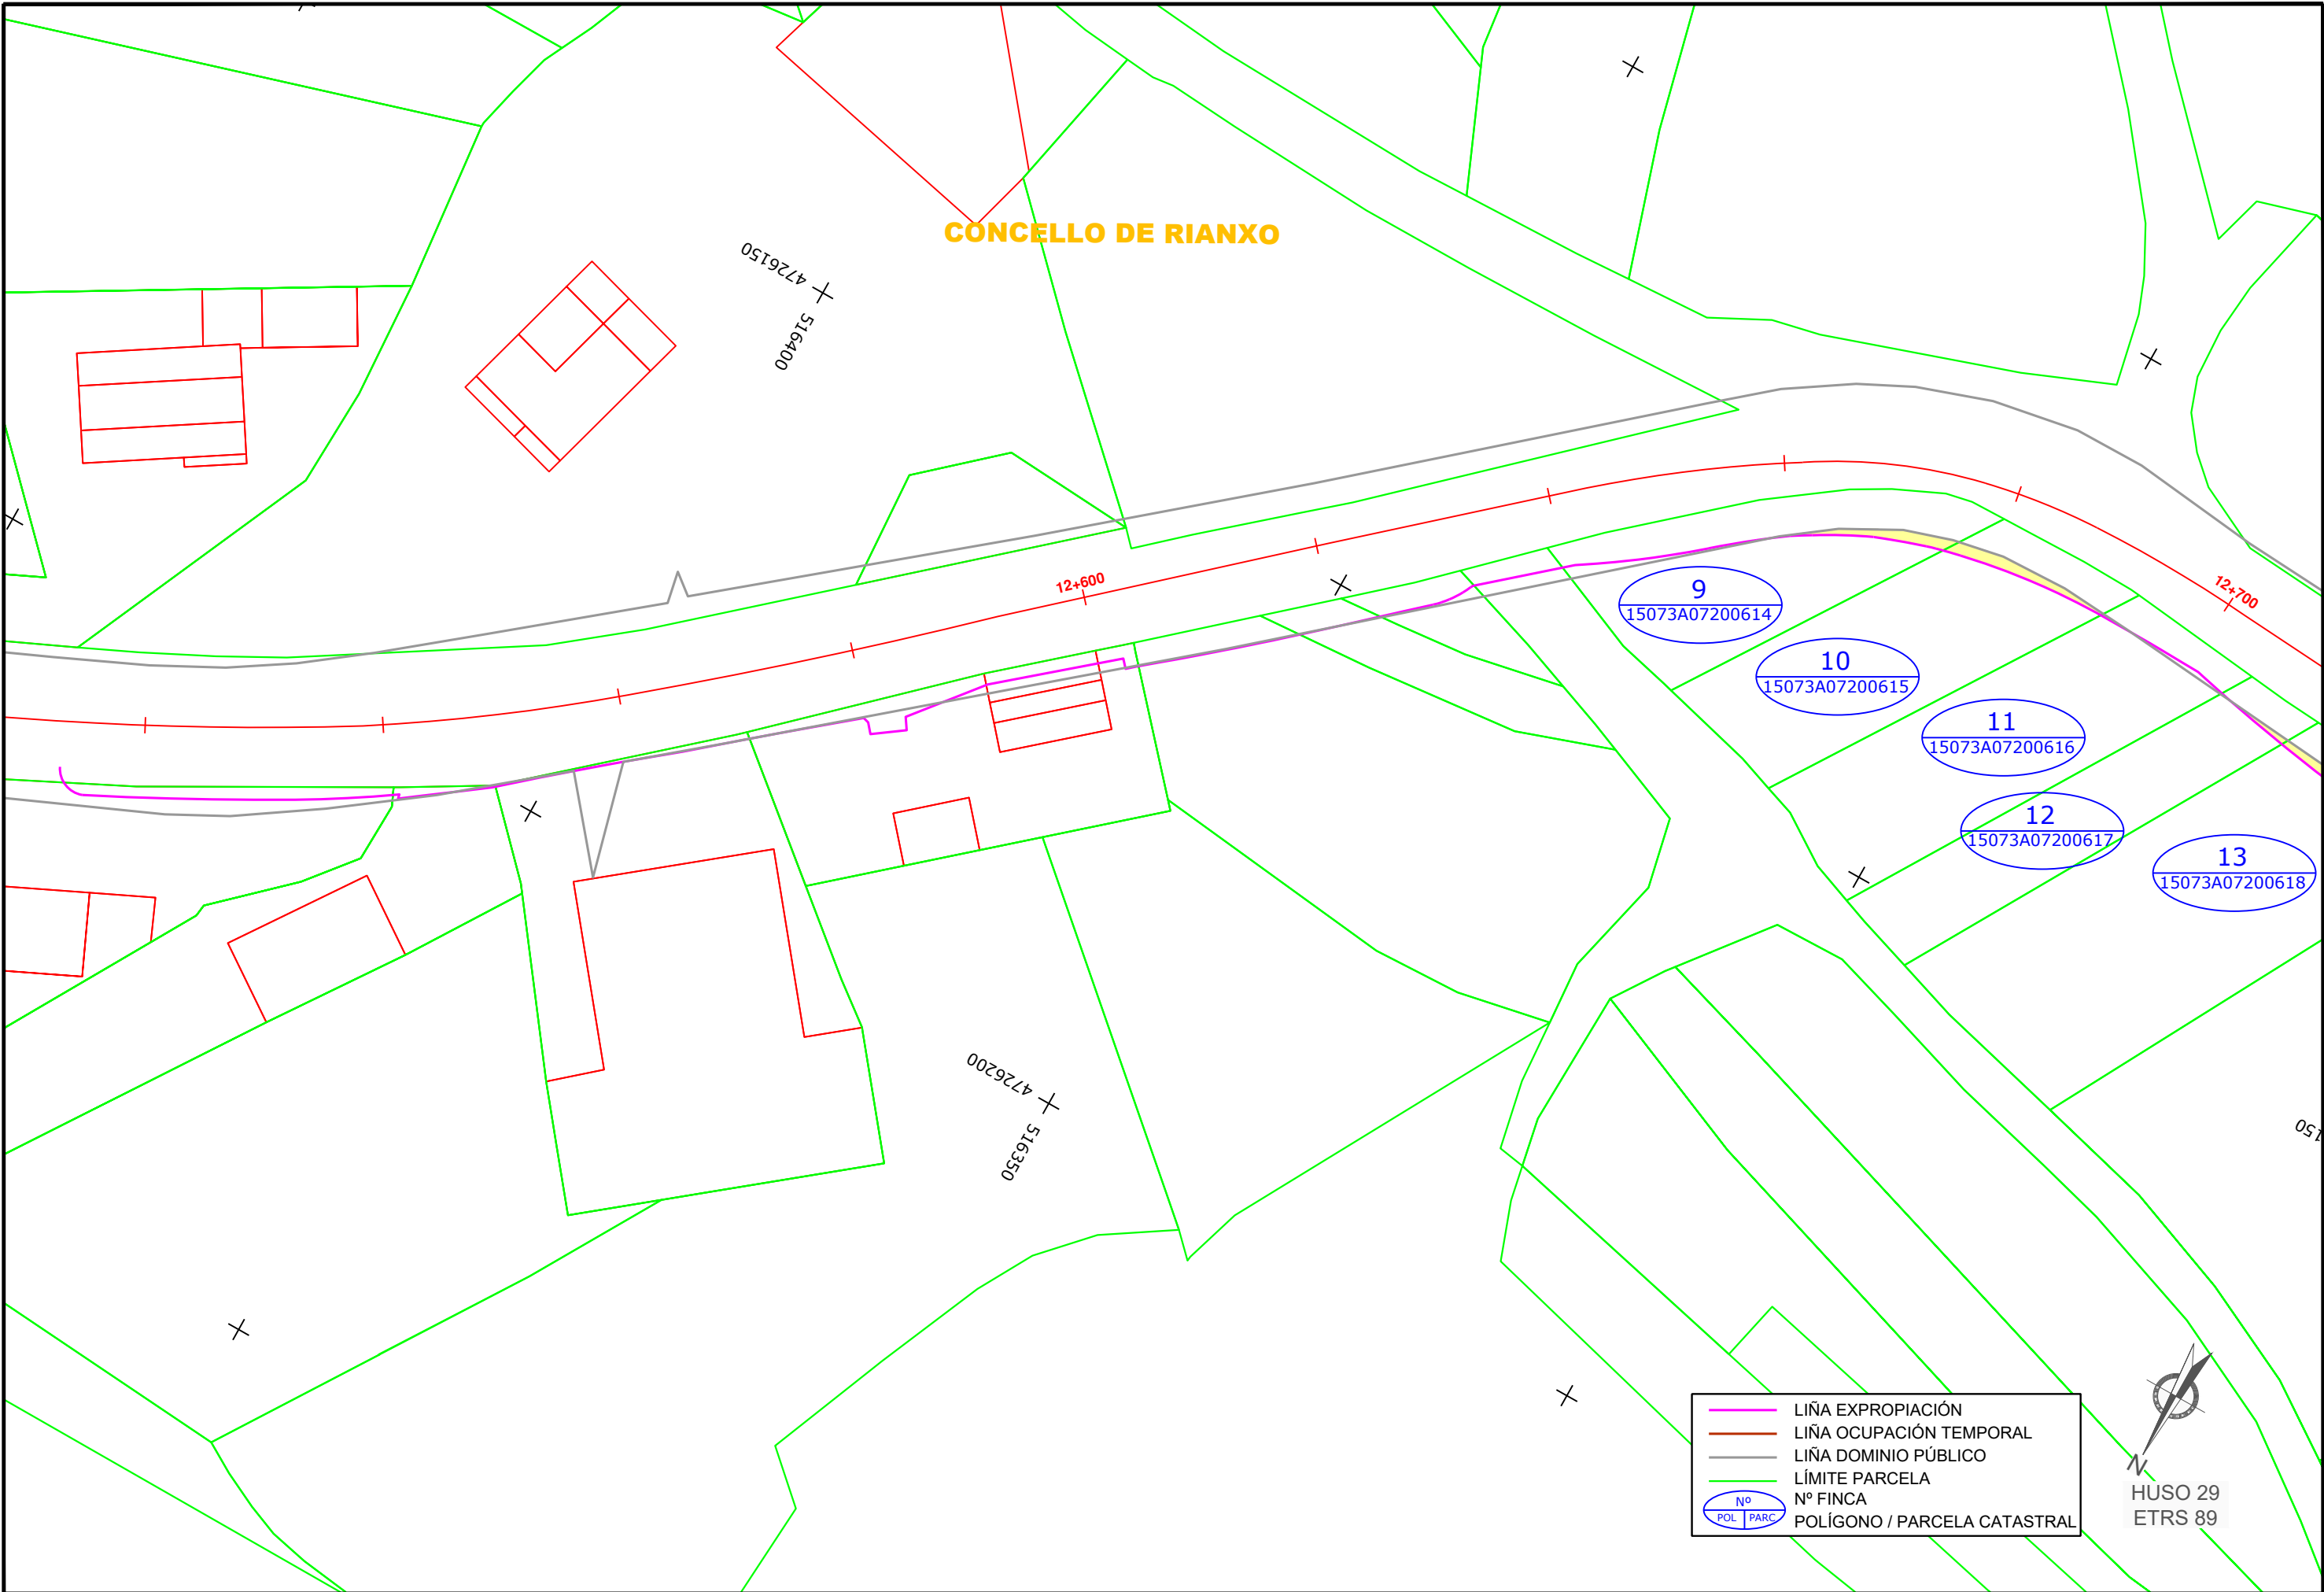 CONCELLO DE RIANXO
4726150
516400
12+600
12+700
9
15073A07200614
10
15073A07200615
11
15073A07200616
12
15073A07200617
13
15073A07200618
4726200
516350
LIÑA EXPROPIACIÓN
LIÑA OCUPACIÓN TEMPORAL
LIÑA DOMINIO PÚBLICO
LÍMITE PARCELA
Nº
POL PARC
Nº FINCA
POLÍGONO / PARCELA CATASTRAL
N
HUSO 29
ETRS 89